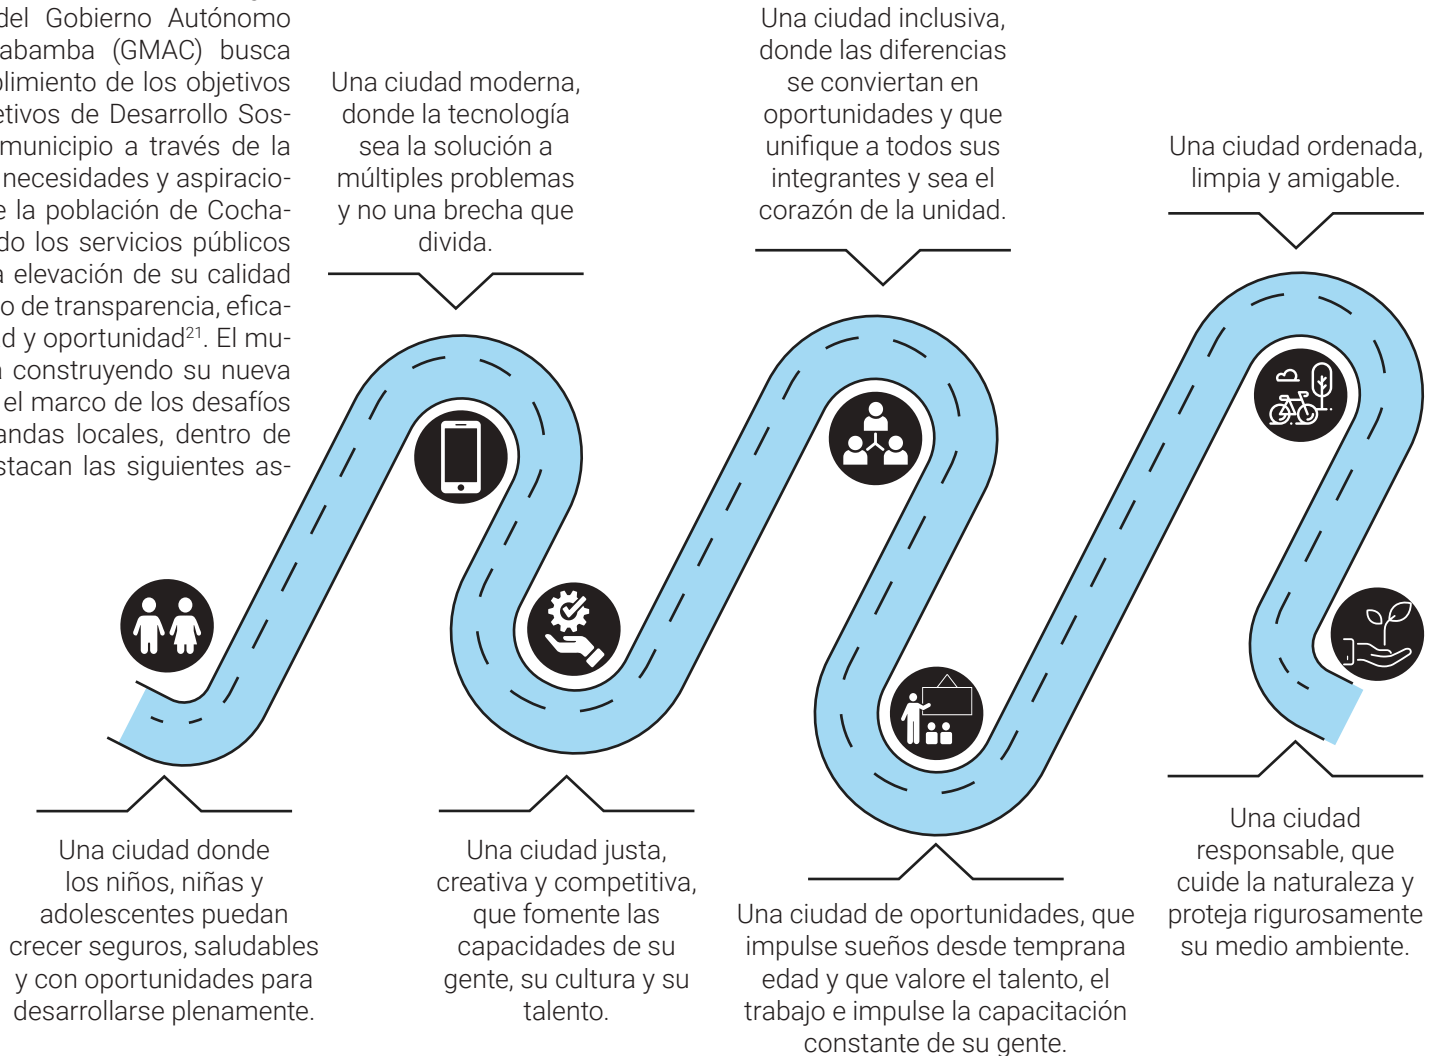 del Gobierno Autónomo
abamba (GMAC) busca
plimiento de los objetivos
etivos de Desarrollo Sos-
municipio a través de la
necesidades y aspiracio-
e la población de Cocha-
do los servicios públicos
a elevación de su calidad
o de transparencia, efica-
d y oportunidad21. El mu-
a construyendo su nueva
el marco de los desafíos
andas locales, dentro de
stacan las siguientes as-
Una ciudad moderna,
donde la tecnología
sea la solución a
múltiples problemas
y no una brecha que
divida.
Una ciudad inclusiva,
donde las diferencias
se conviertan en
oportunidades y que
unifique a todos sus
integrantes y sea el
corazón de la unidad.
Una ciudad ordenada,
limpia y amigable.
Una ciudad donde
los niños, niñas y
adolescentes puedan
crecer seguros, saludables
y con oportunidades para
desarrollarse plenamente.
Una ciudad justa,
creativa y competitiva,
que fomente las
capacidades de su
gente, su cultura y su
talento.
Una ciudad de oportunidades, que
impulse sueños desde temprana
edad y que valore el talento, el
trabajo e impulse la capacitación
constante de su gente.
Una ciudad
responsable, que
cuide la naturaleza y
proteja rigurosamente
su medio ambiente.